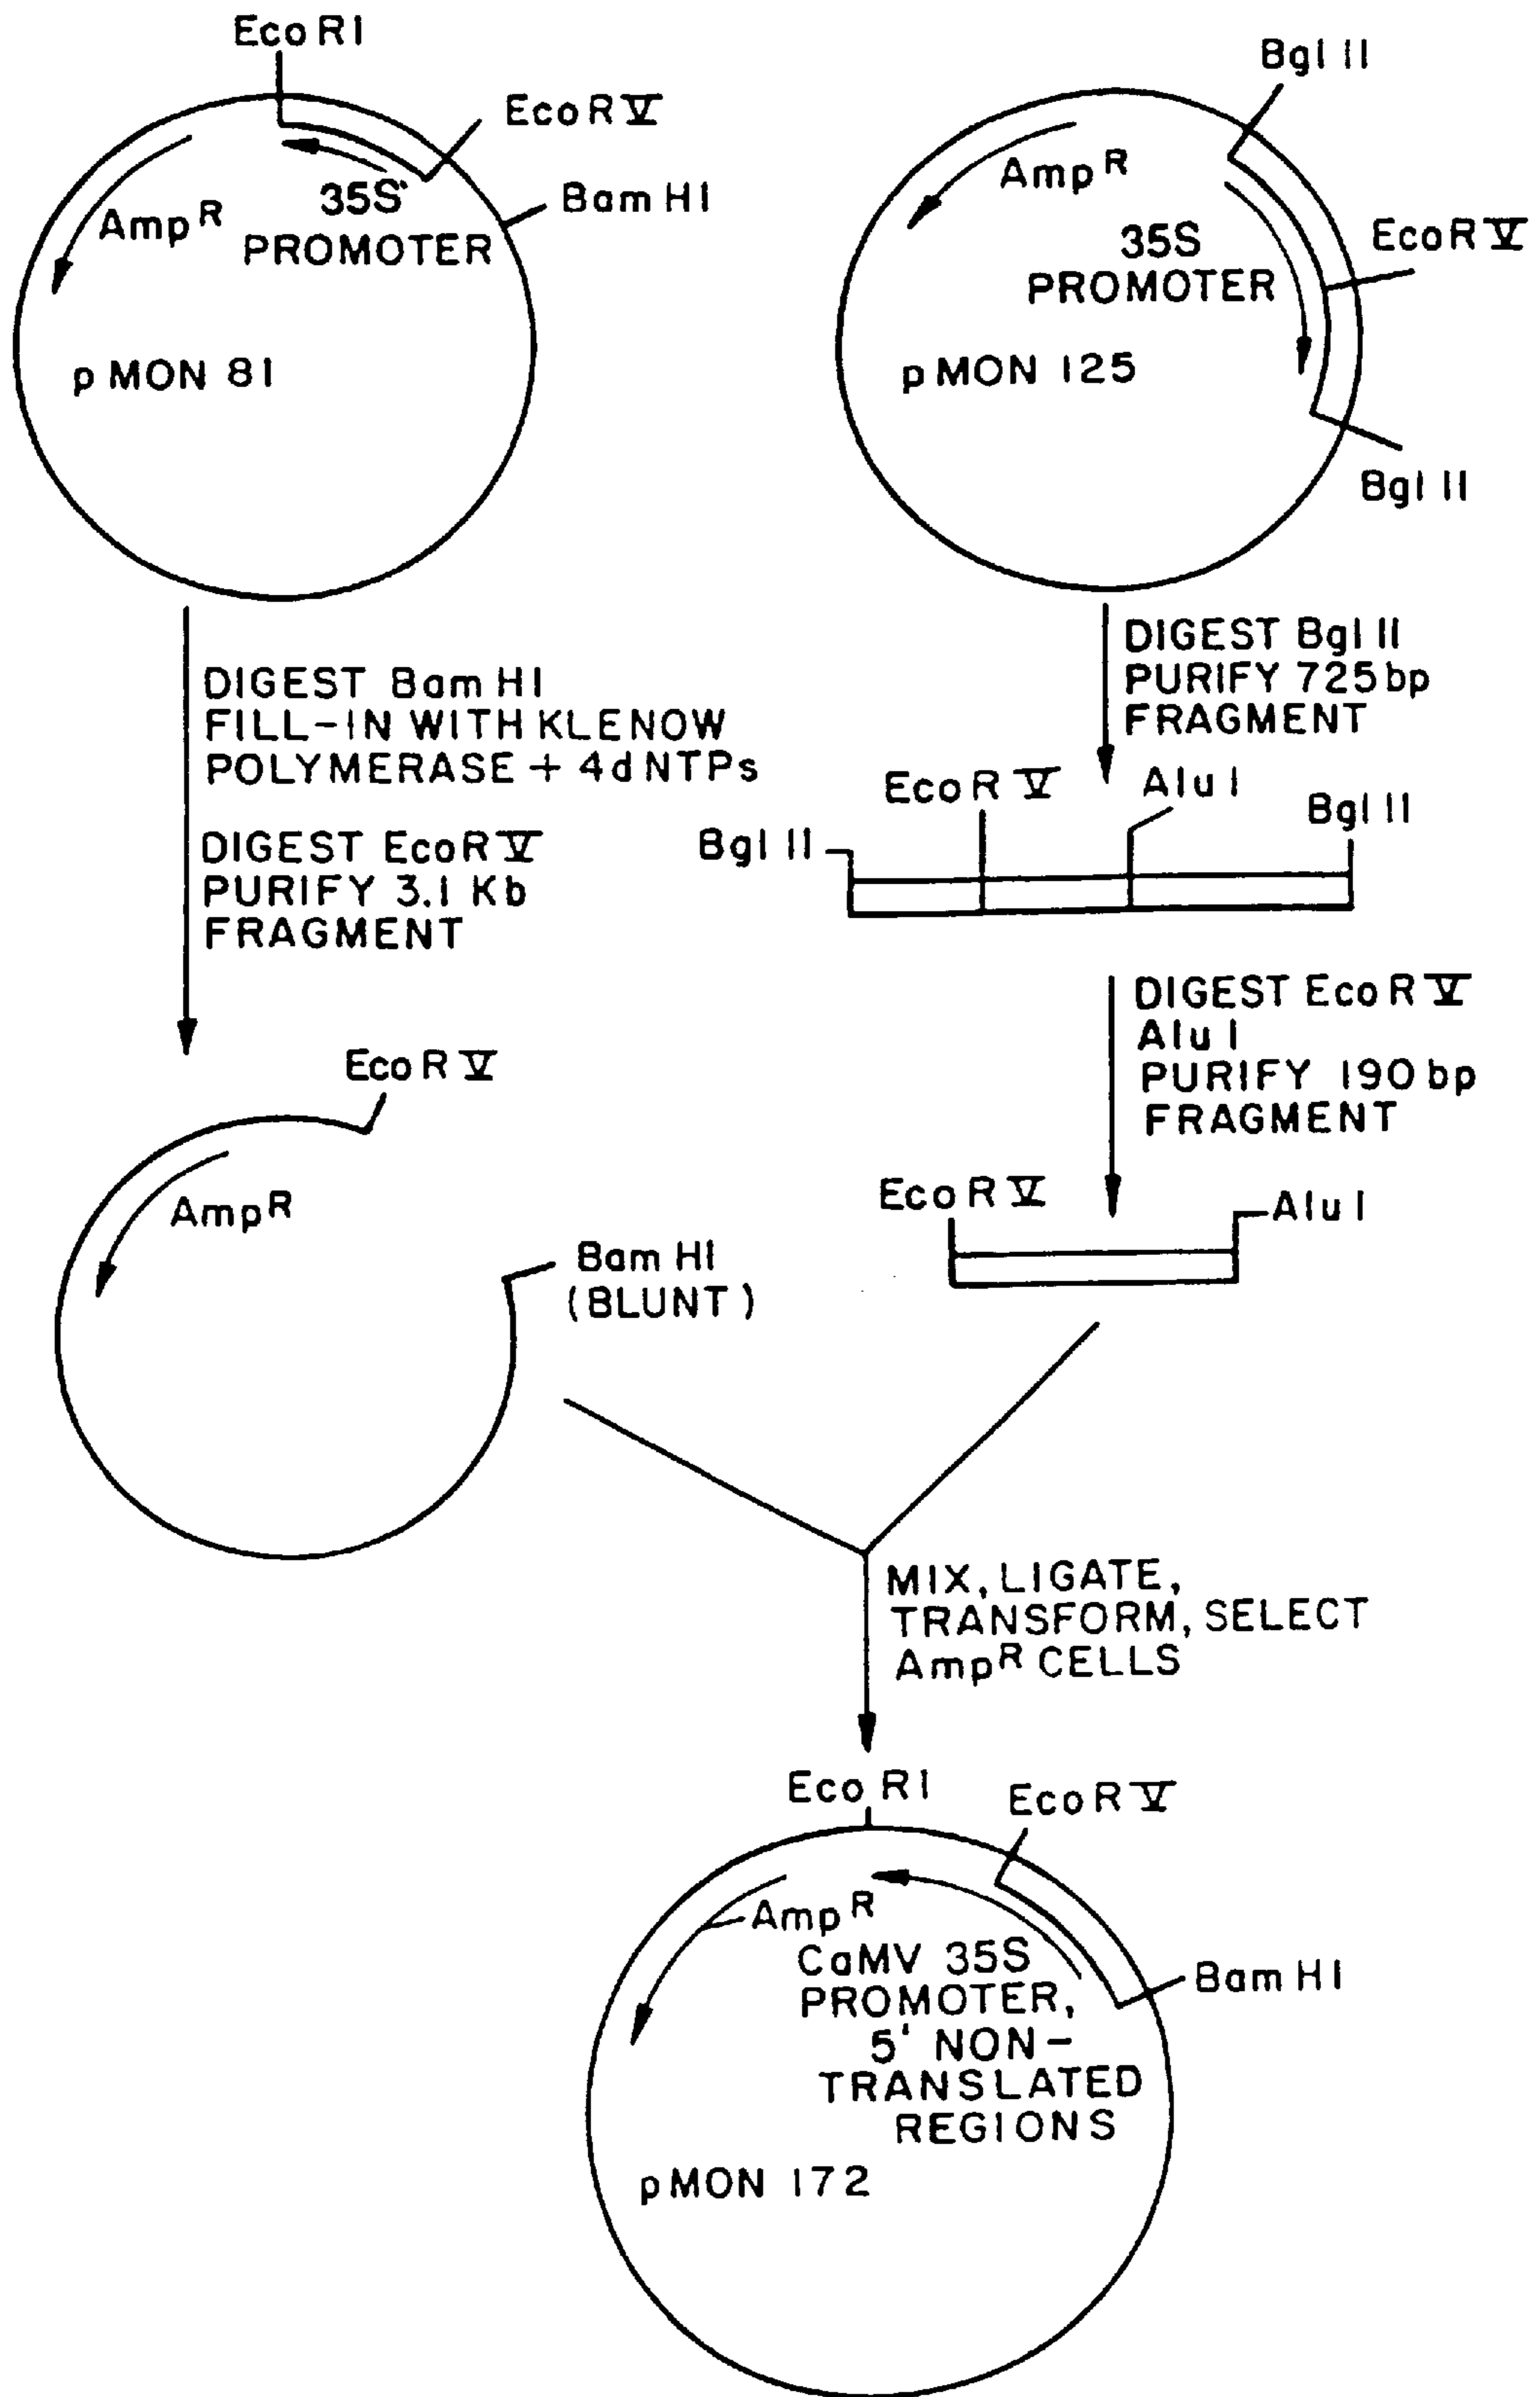 Eco RI
Eco R V
Bam HI
35S
PROMOTER
Amp R
p MON 81
Bgl II
Amp R
35S
PROMOTER
Eco R V
p MON 125
Bgl II
DIGEST Bam HI
FILL-IN WITH KLENOW
POLYMERASE + 4d NTPs
DIGEST Eco R V
PURIFY 3.1 Kb
FRAGMENT
DIGEST Bgl II
PURIFY 725 bp
FRAGMENT
Bgl II
Eco R V
Alu I
Bgl II
DIGEST Eco R V
Alu I
PURIFY 190 bp
FRAGMENT
Eco R V
Amp R
Bam HI
(BLUNT)
Eco R V
Alu I
MIX, LIGATE,
TRANSFORM, SELECT
Amp R CELLS
Eco RI
Eco R V
Amp R
CaMV 35S
PROMOTER,
5' NON-
TRANSLATED
REGIONS
Bam HI
p MON 172